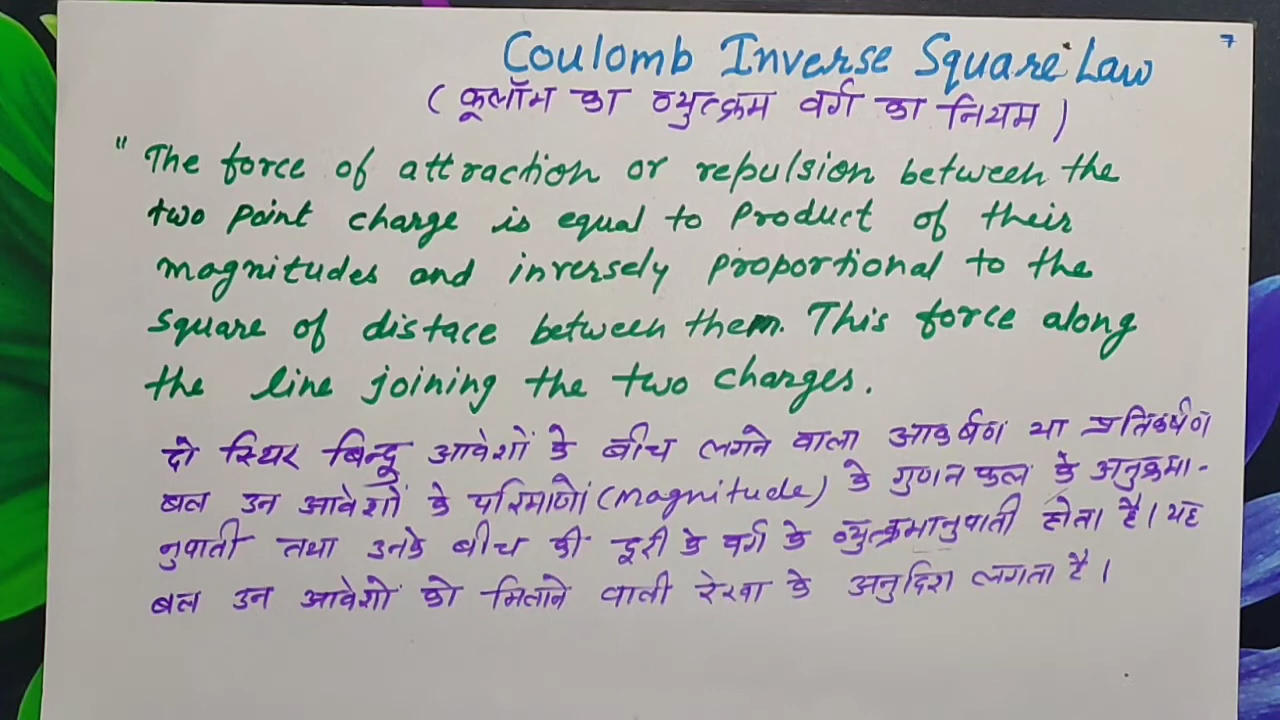 7
Coulomb Inverse Square Law
( कूलॉम का व्युत्क्रम वर्ग का नियम )
" The force of attraction or repulsion between the
two point charge is equal to product of their
magnitudes and inversely proportional to the
square of distace between them. This force along
the line joining the two charges.
दो स्थिर बिन्दू आवेशों के बीच लगने वाला आकर्षण या प्रतिकर्षण
बल उन आवेशों के परिमाणों (magnitude) के गुणनफल के अनुक्रमा-
नुपाती तथा उनके बीच की दूरी के वर्ग के व्युत्क्रमानुपाती होता है। यह
बल उन आवेशों को मिलाने वाली रेखा के अनुदिश लगता है।